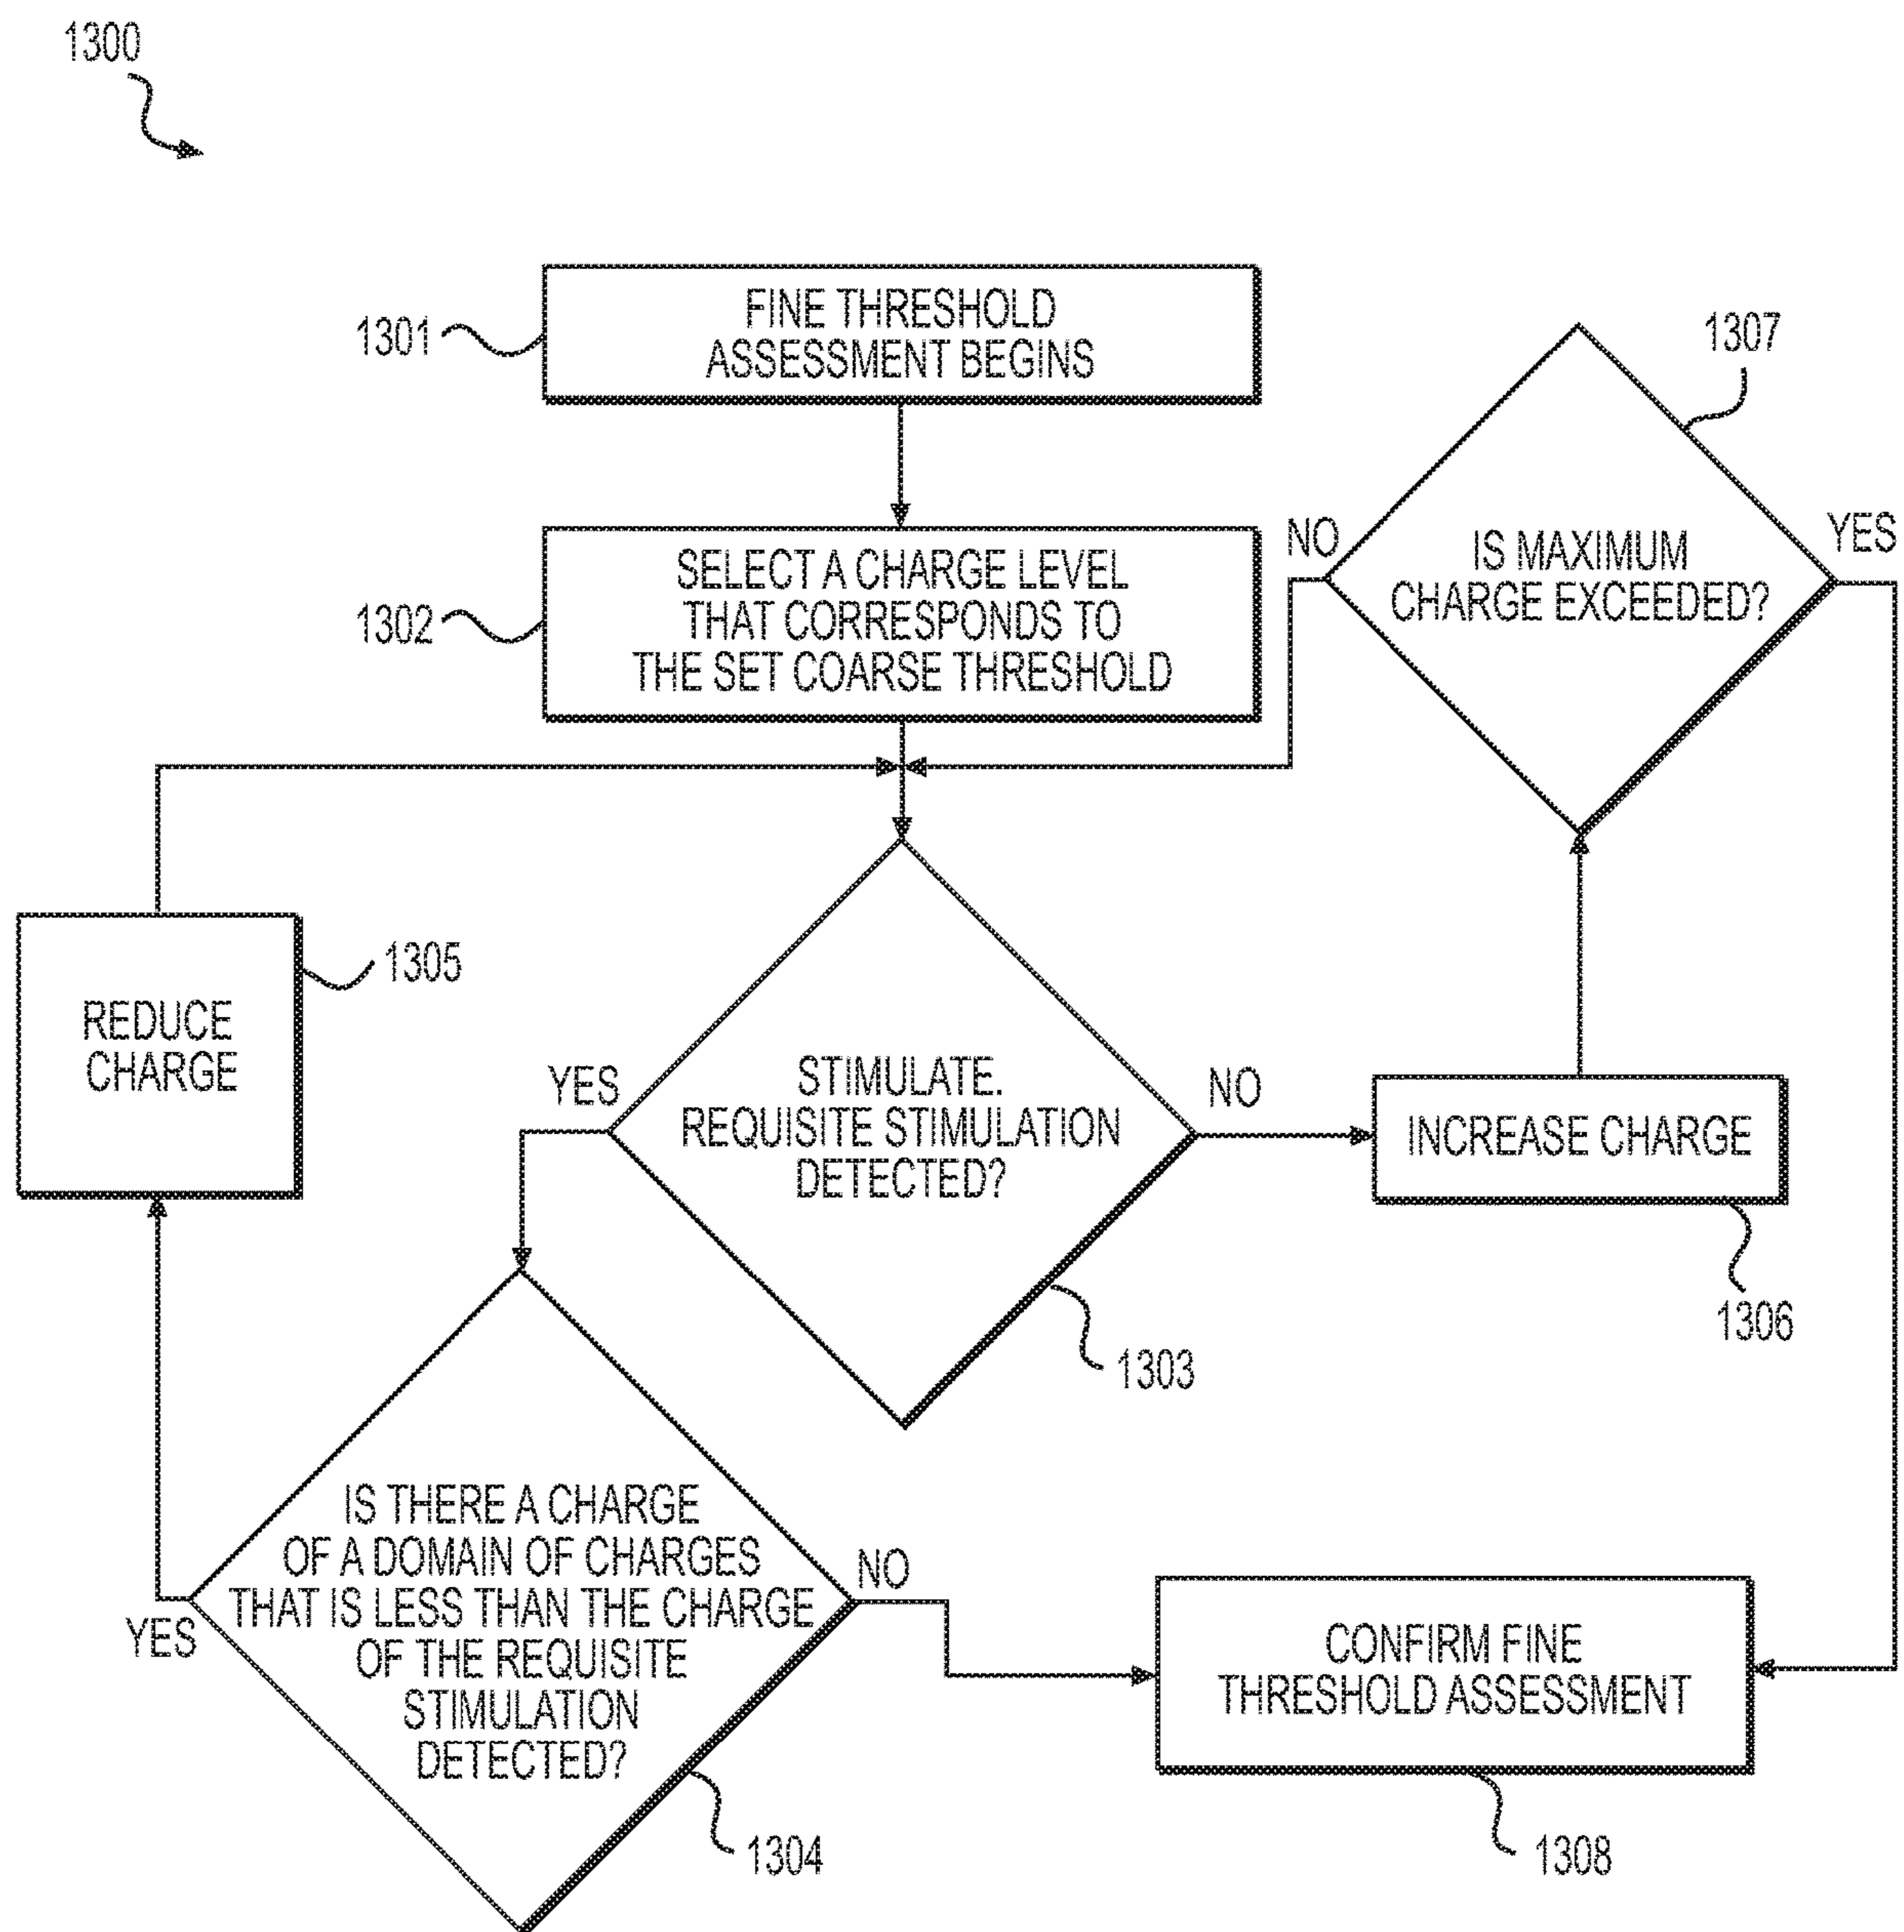 1300
1301
FINE THRESHOLD
ASSESSMENT BEGINS
1302
SELECT A CHARGE LEVEL
THAT CORRESPONDS TO
THE SET COARSE THRESHOLD
1307
NO
IS MAXIMUM
CHARGE EXCEEDED?
YES
REDUCE
CHARGE
1305
YES
STIMULATE.
REQUISITE STIMULATION
DETECTED?
NO
1303
INCREASE CHARGE
1306
IS THERE A CHARGE
OF A DOMAIN OF CHARGES
THAT IS LESS THAN THE CHARGE
OF THE REQUISITE
STIMULATION
DETECTED?
YES
NO
1304
CONFIRM FINE
THRESHOLD ASSESSMENT
1308